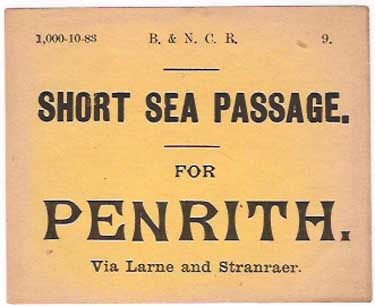 1,000-10-83 B. & N. C. R. 9.
SHORT SEA PASSAGE.
FOR
PENRITH.
Via Larne and Stranraer.